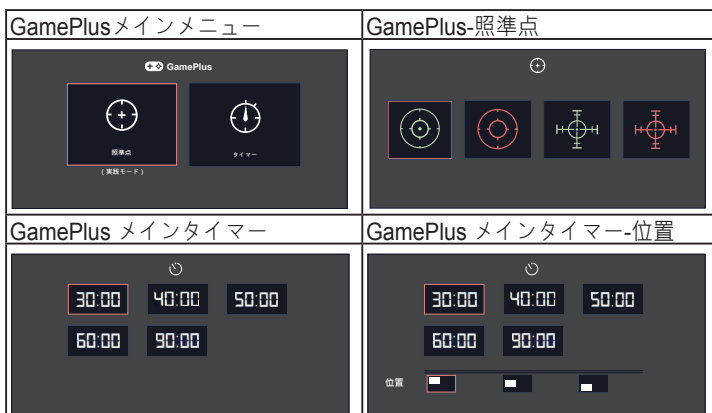 GamePlusメインメニュー
GamePlus-照準点
GamePlus
照準点
タイマー
(実践モード)
GamePlus メインタイマー
GamePlus メインタイマー-位置
30:00 40:00 50:00
60:00 90:00
30:00 40:00 50:00
60:00 90:00
位置